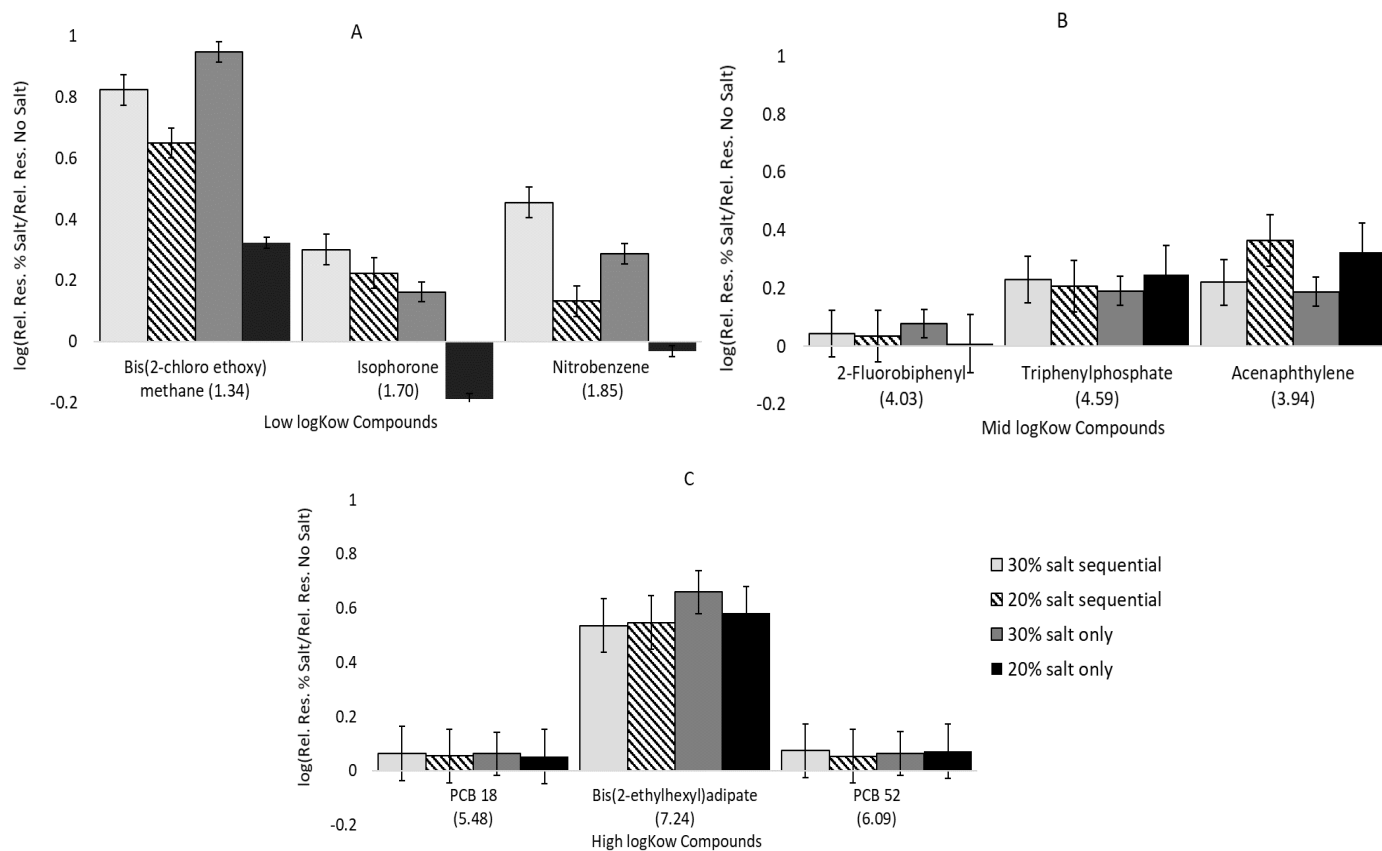 A
log(Rel. Res. % Salt/Rel. Res. No Salt)
1
0.8
0.6
0.4
0.2
0
-0.2
Bis(2-chloro ethoxy)
methane (1.34)
Isophorone
(1.70)
Nitrobenzene
(1.85)
Low logKow Compounds
B
log(Rel. Res. % Salt/Rel. Res. No Salt)
1
0.8
0.6
0.4
0.2
0
-0.2
2-Fluorobiphenyl
(4.03)
Triphenylphosphate
(4.59)
Acenaphthylene
(3.94)
Mid logKow Compounds
C
log(Rel. Res. % Salt/Rel. Res. No Salt)
1
0.8
0.6
0.4
0.2
0
-0.2
PCB 18
(5.48)
Bis(2-ethylhexyl)adipate
(7.24)
PCB 52
(6.09)
High logKow Compounds
30% salt sequential
20% salt sequential
30% salt only
20% salt only